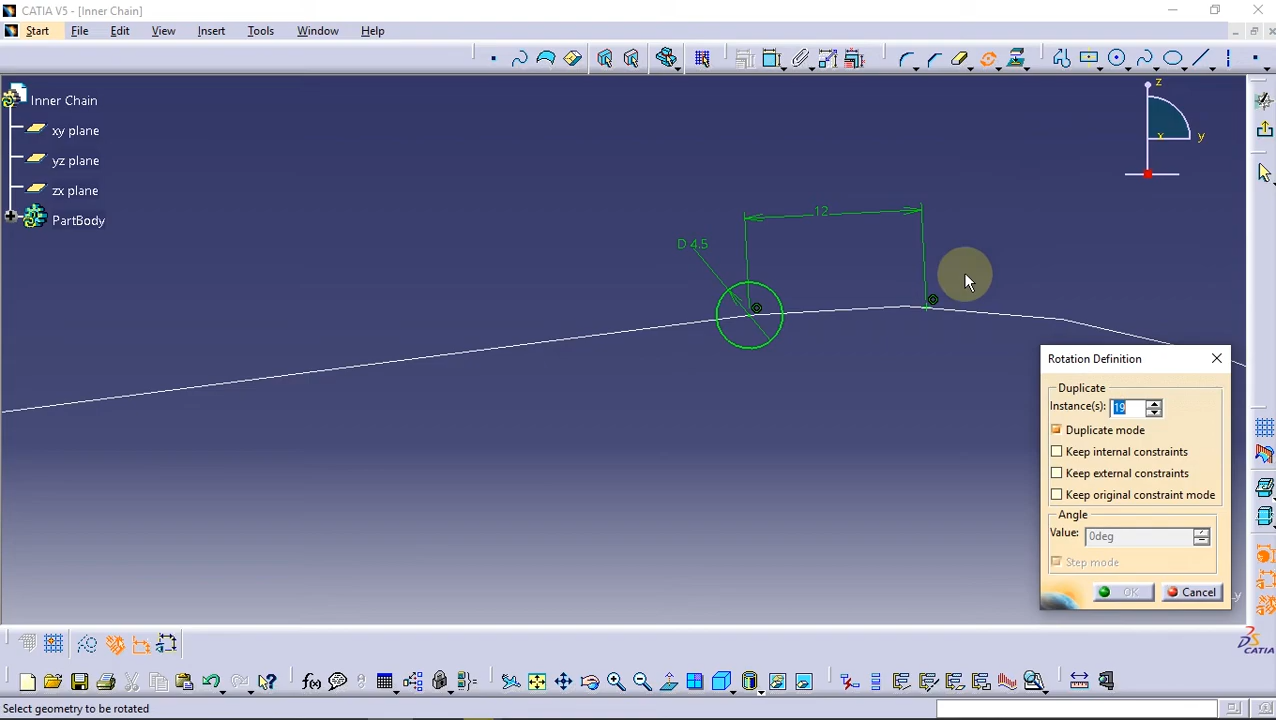 CATIA V5 - [Inner Chain]
Start File Edit View Insert Tools Window Help
Inner Chain
xy plane
yz plane
zx plane
PartBody
z
x
y
12
D 4.5
Rotation Definition
Duplicate
Instance(s): 19
Duplicate mode
Keep internal constraints
Keep external constraints
Keep original constraint mode
Angle
Value: 0deg
Step mode
OK Cancel
y
CATIA
f(x)
Select geometry to be rotated